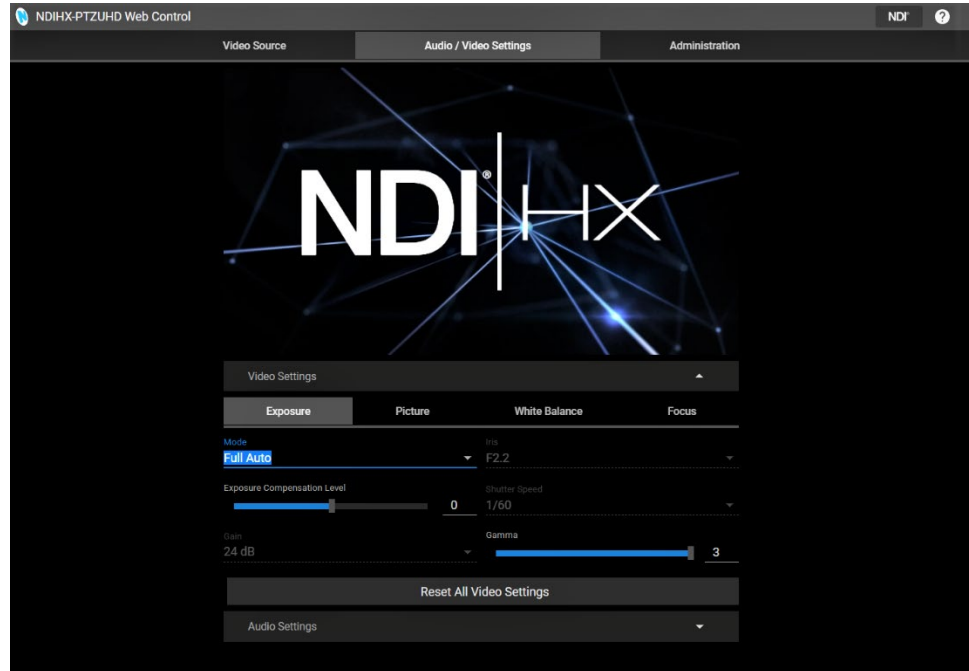 NDIHX-PTZUHD Web Control NDI® ?
Video Source Audio / Video Settings Administration
NDI® HX
Video Settings
Exposure Picture White Balance Focus
Mode Iris
Full Auto F2.2
Exposure Compensation Level Shutter Speed
0 1/60
Gain Gamma
24 dB 3
Reset All Video Settings
Audio Settings